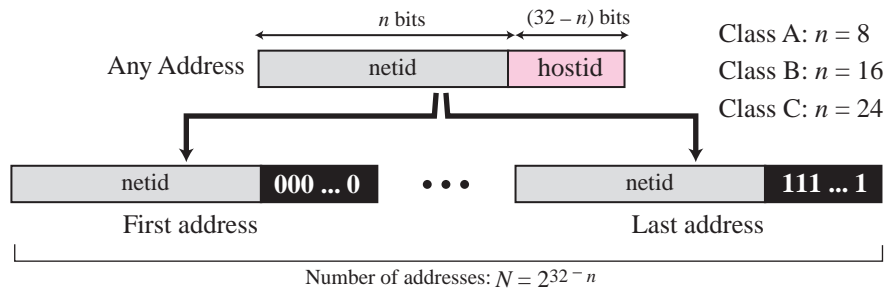 n bits
(32 – n) bits
Class A: n = 8
Any Address
netid
hostid
Class B: n = 16
Class C: n = 24
netid
000 ... 0
• • •
netid
111 ... 1
First address
Last address
Number of addresses: N = 2^32 – n